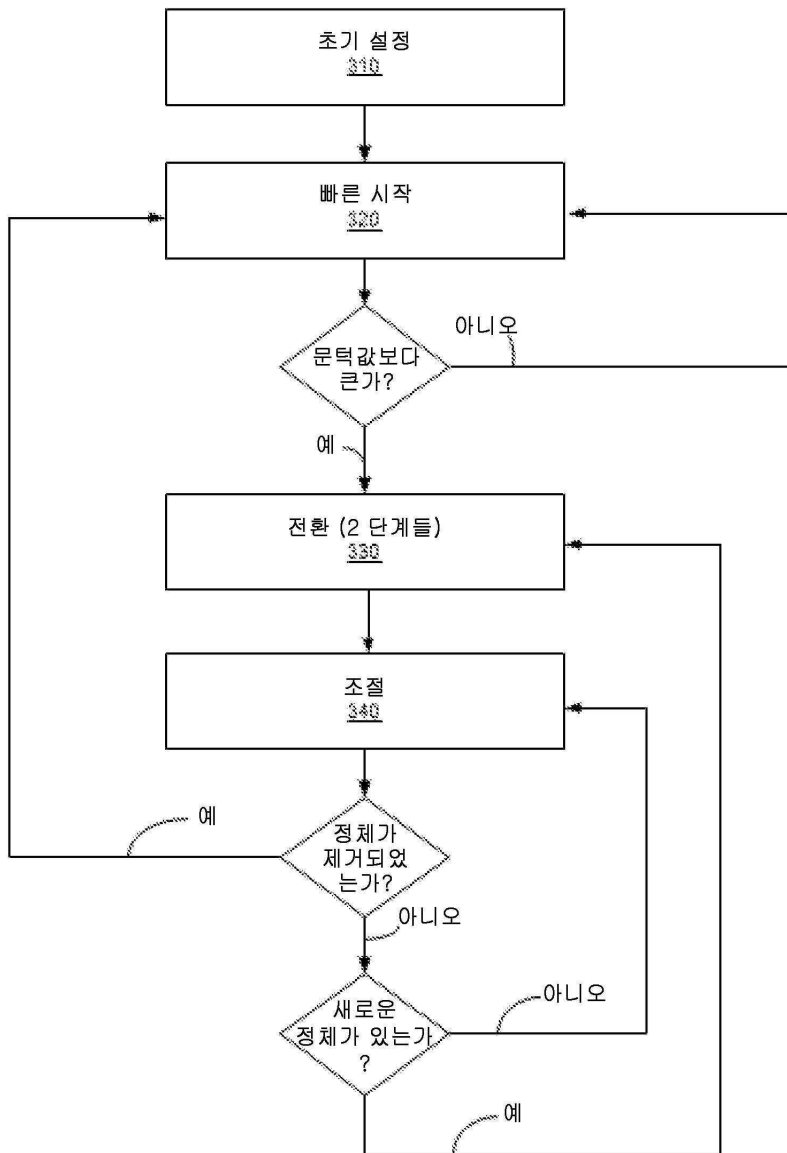 초기 설정
310
빠른 시작
320
아니오
문턱값보다
큰가?
예
전환 (2 단계들)
330
조절
340
예
정체가
제거되었
는가?
아니오
새로운
정체가 있는가
?
아니오
예